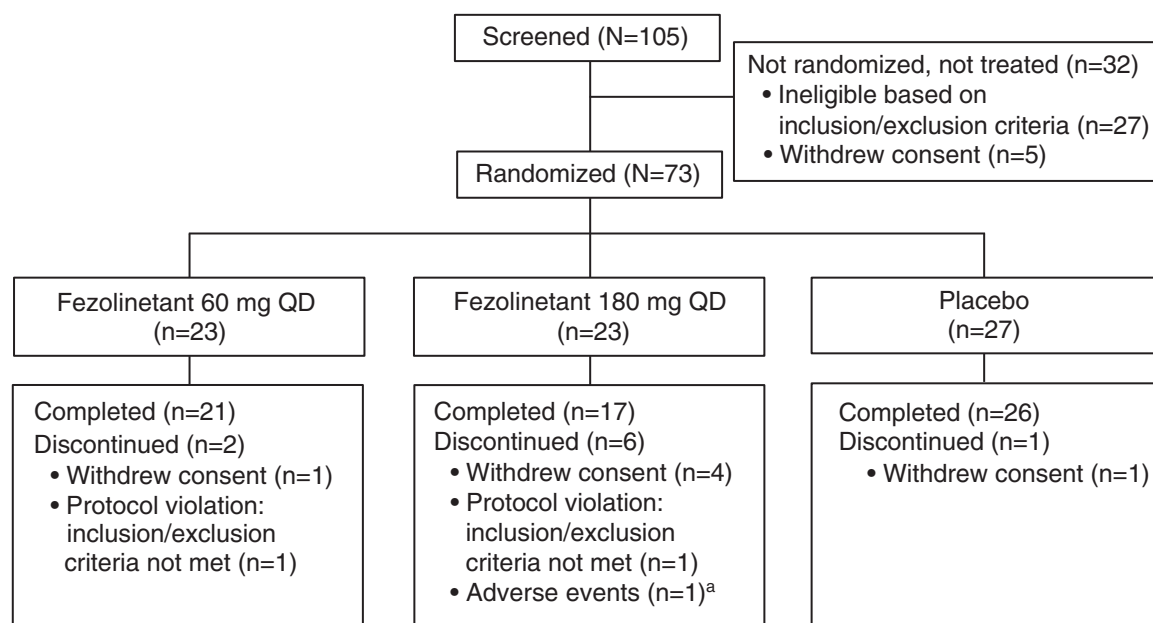 Screened (N=105)
Not randomized, not treated (n=32)
• Ineligible based on
inclusion/exclusion criteria (n=27)
• Withdrew consent (n=5)
Randomized (N=73)
Fezolinetant 60 mg QD
(n=23)
Fezolinetant 180 mg QD
(n=23)
Placebo
(n=27)
Completed (n=21)
Discontinued (n=2)
• Withdrew consent (n=1)
• Protocol violation:
inclusion/exclusion
criteria not met (n=1)
Completed (n=17)
Discontinued (n=6)
• Withdrew consent (n=4)
• Protocol violation:
inclusion/exclusion
criteria not met (n=1)
• Adverse events (n=1)ᵃ
Completed (n=26)
Discontinued (n=1)
• Withdrew consent (n=1)